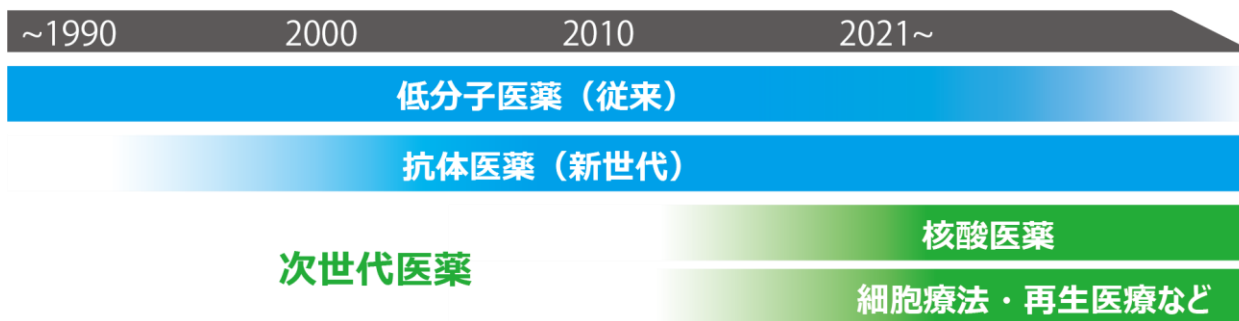 ~1990 2000 2010 2021~
低分子医薬（従来）
抗体医薬（新世代）
核酸医薬
次世代医薬
細胞療法・再生医療など